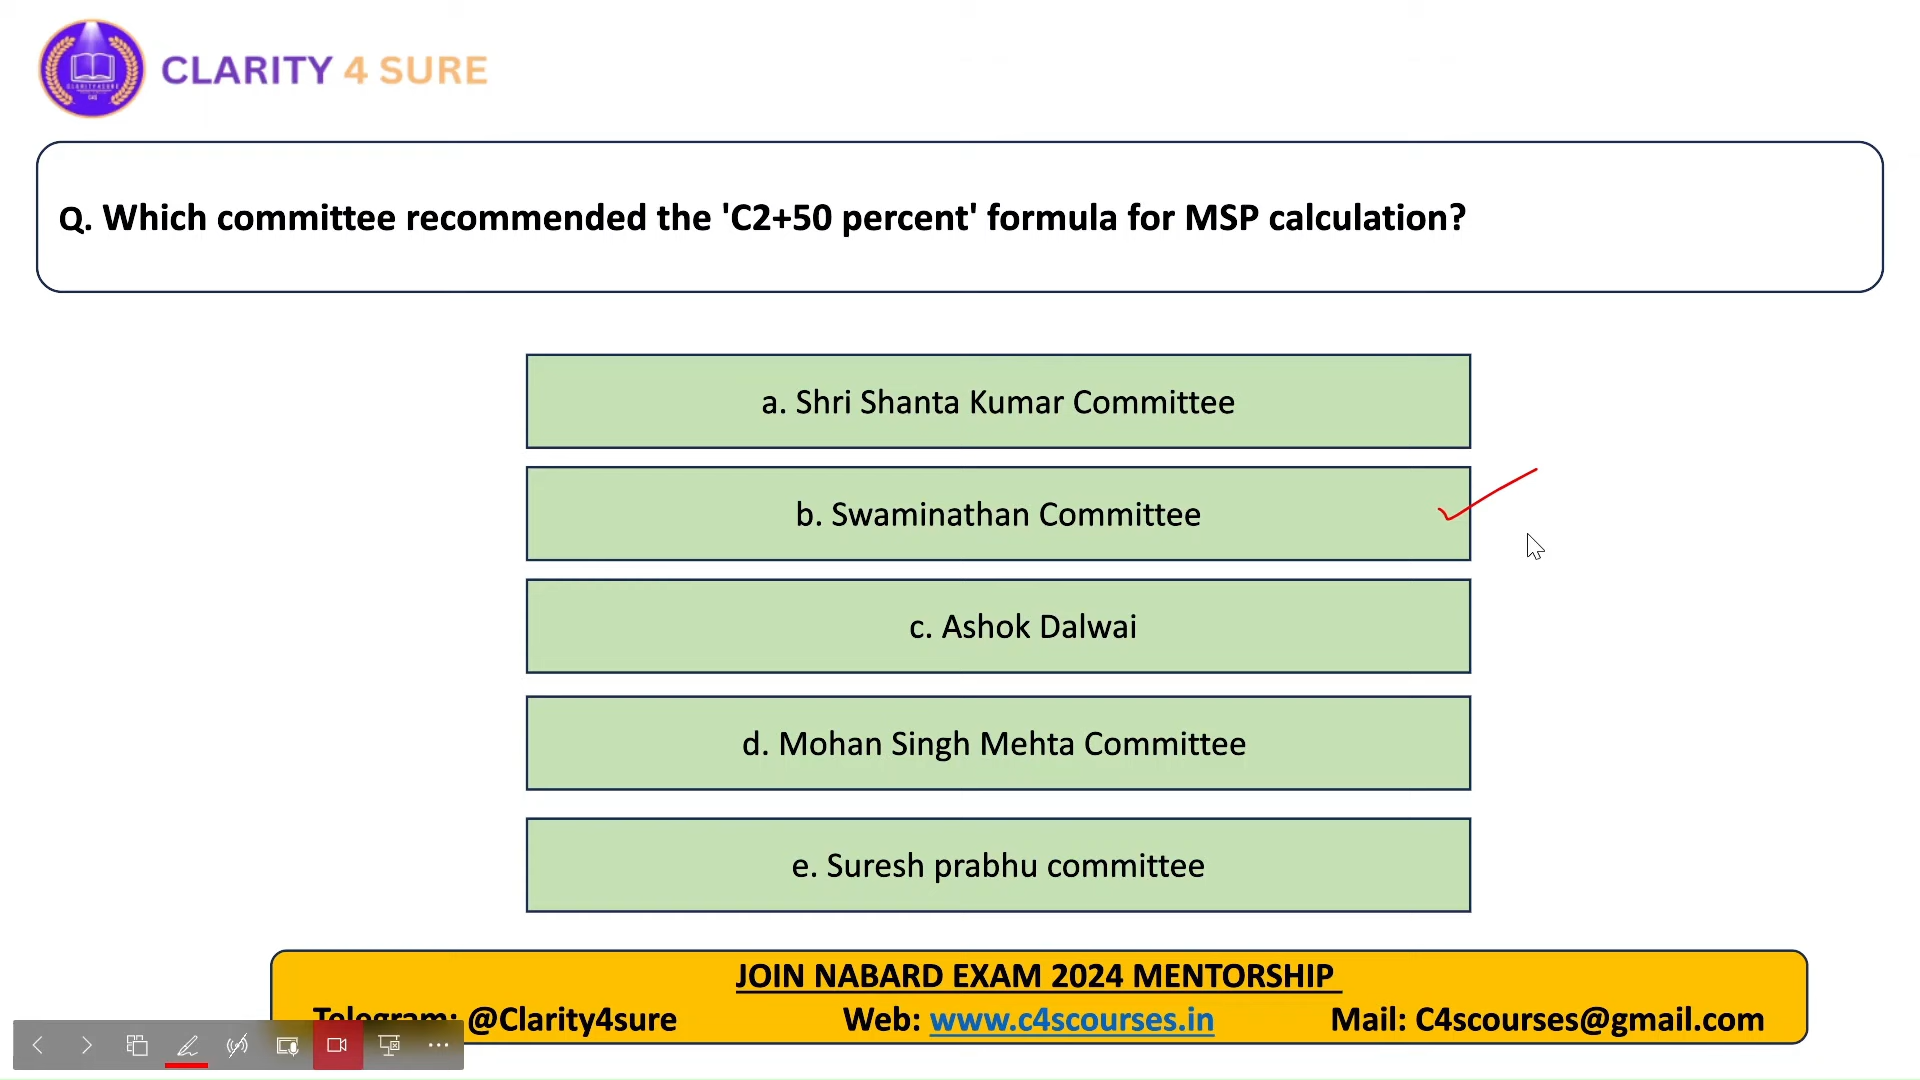 CLARITY 4 SURE
Q. Which committee recommended the 'C2+50 percent' formula for MSP calculation?
a. Shri Shanta Kumar Committee
b. Swaminathan Committee
c. Ashok Dalwai
d. Mohan Singh Mehta Committee
e. Suresh prabhu committee
JOIN NABARD EXAM 2024 MENTORSHIP
Telegram: @Clarity4sure Web: www.c4scourses.in Mail: C4scourses@gmail.com